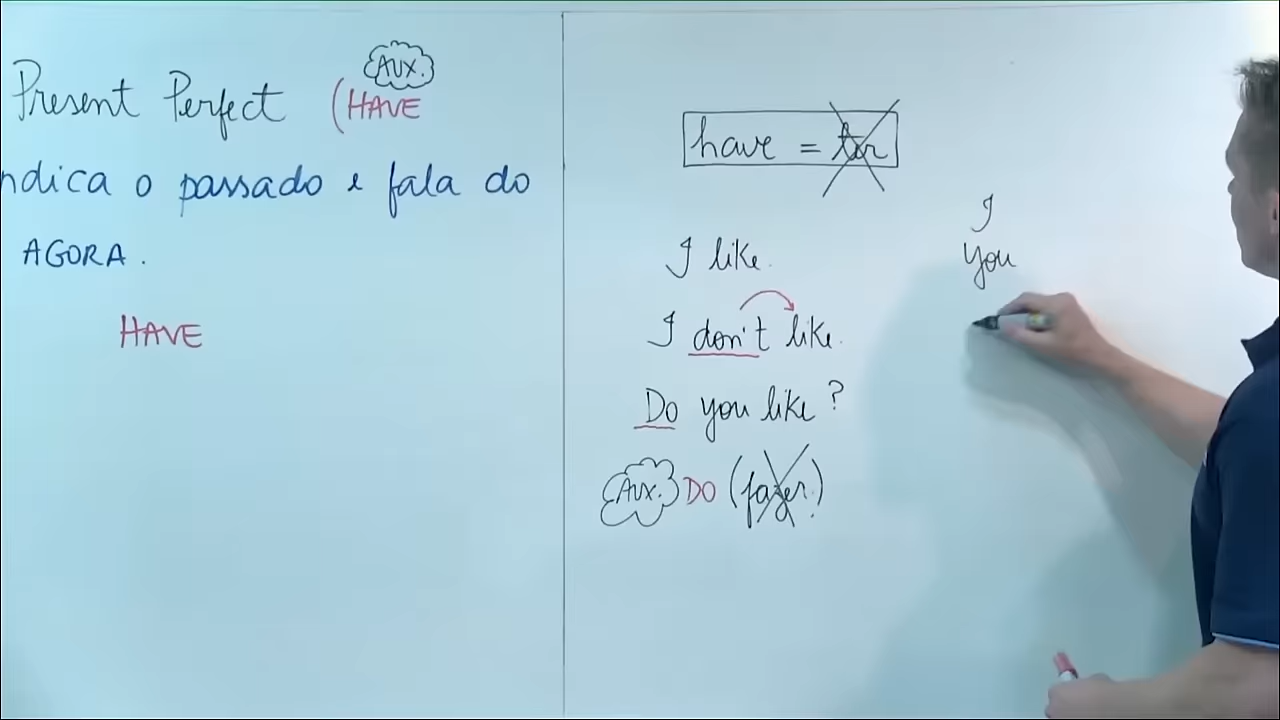 AUX.
Present Perfect (HAVE
ndica o passado e fala do
AGORA.
HAVE
have = ter
I like.
I don't like.
Do you like?
AUX. DO (fazer.)
I
you